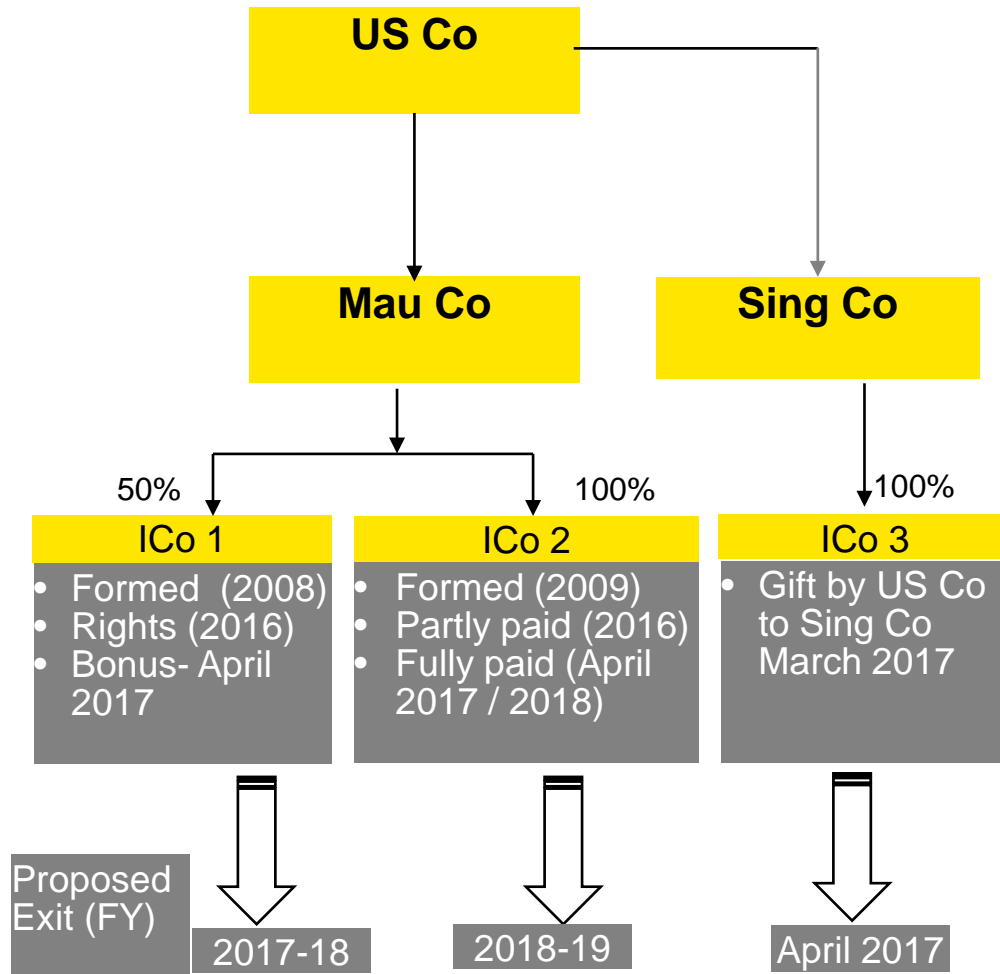 US Co
Mau Co
Sing Co
50%
100%
100%
ICo 1
• Formed (2008)
• Rights (2016)
• Bonus- April
2017
ICo 2
• Formed (2009)
• Partly paid (2016)
• Fully paid (April
2017 / 2018)
ICo 3
• Gift by US Co
to Sing Co
March 2017
Proposed
Exit (FY)
2017-18
2018-19
April 2017